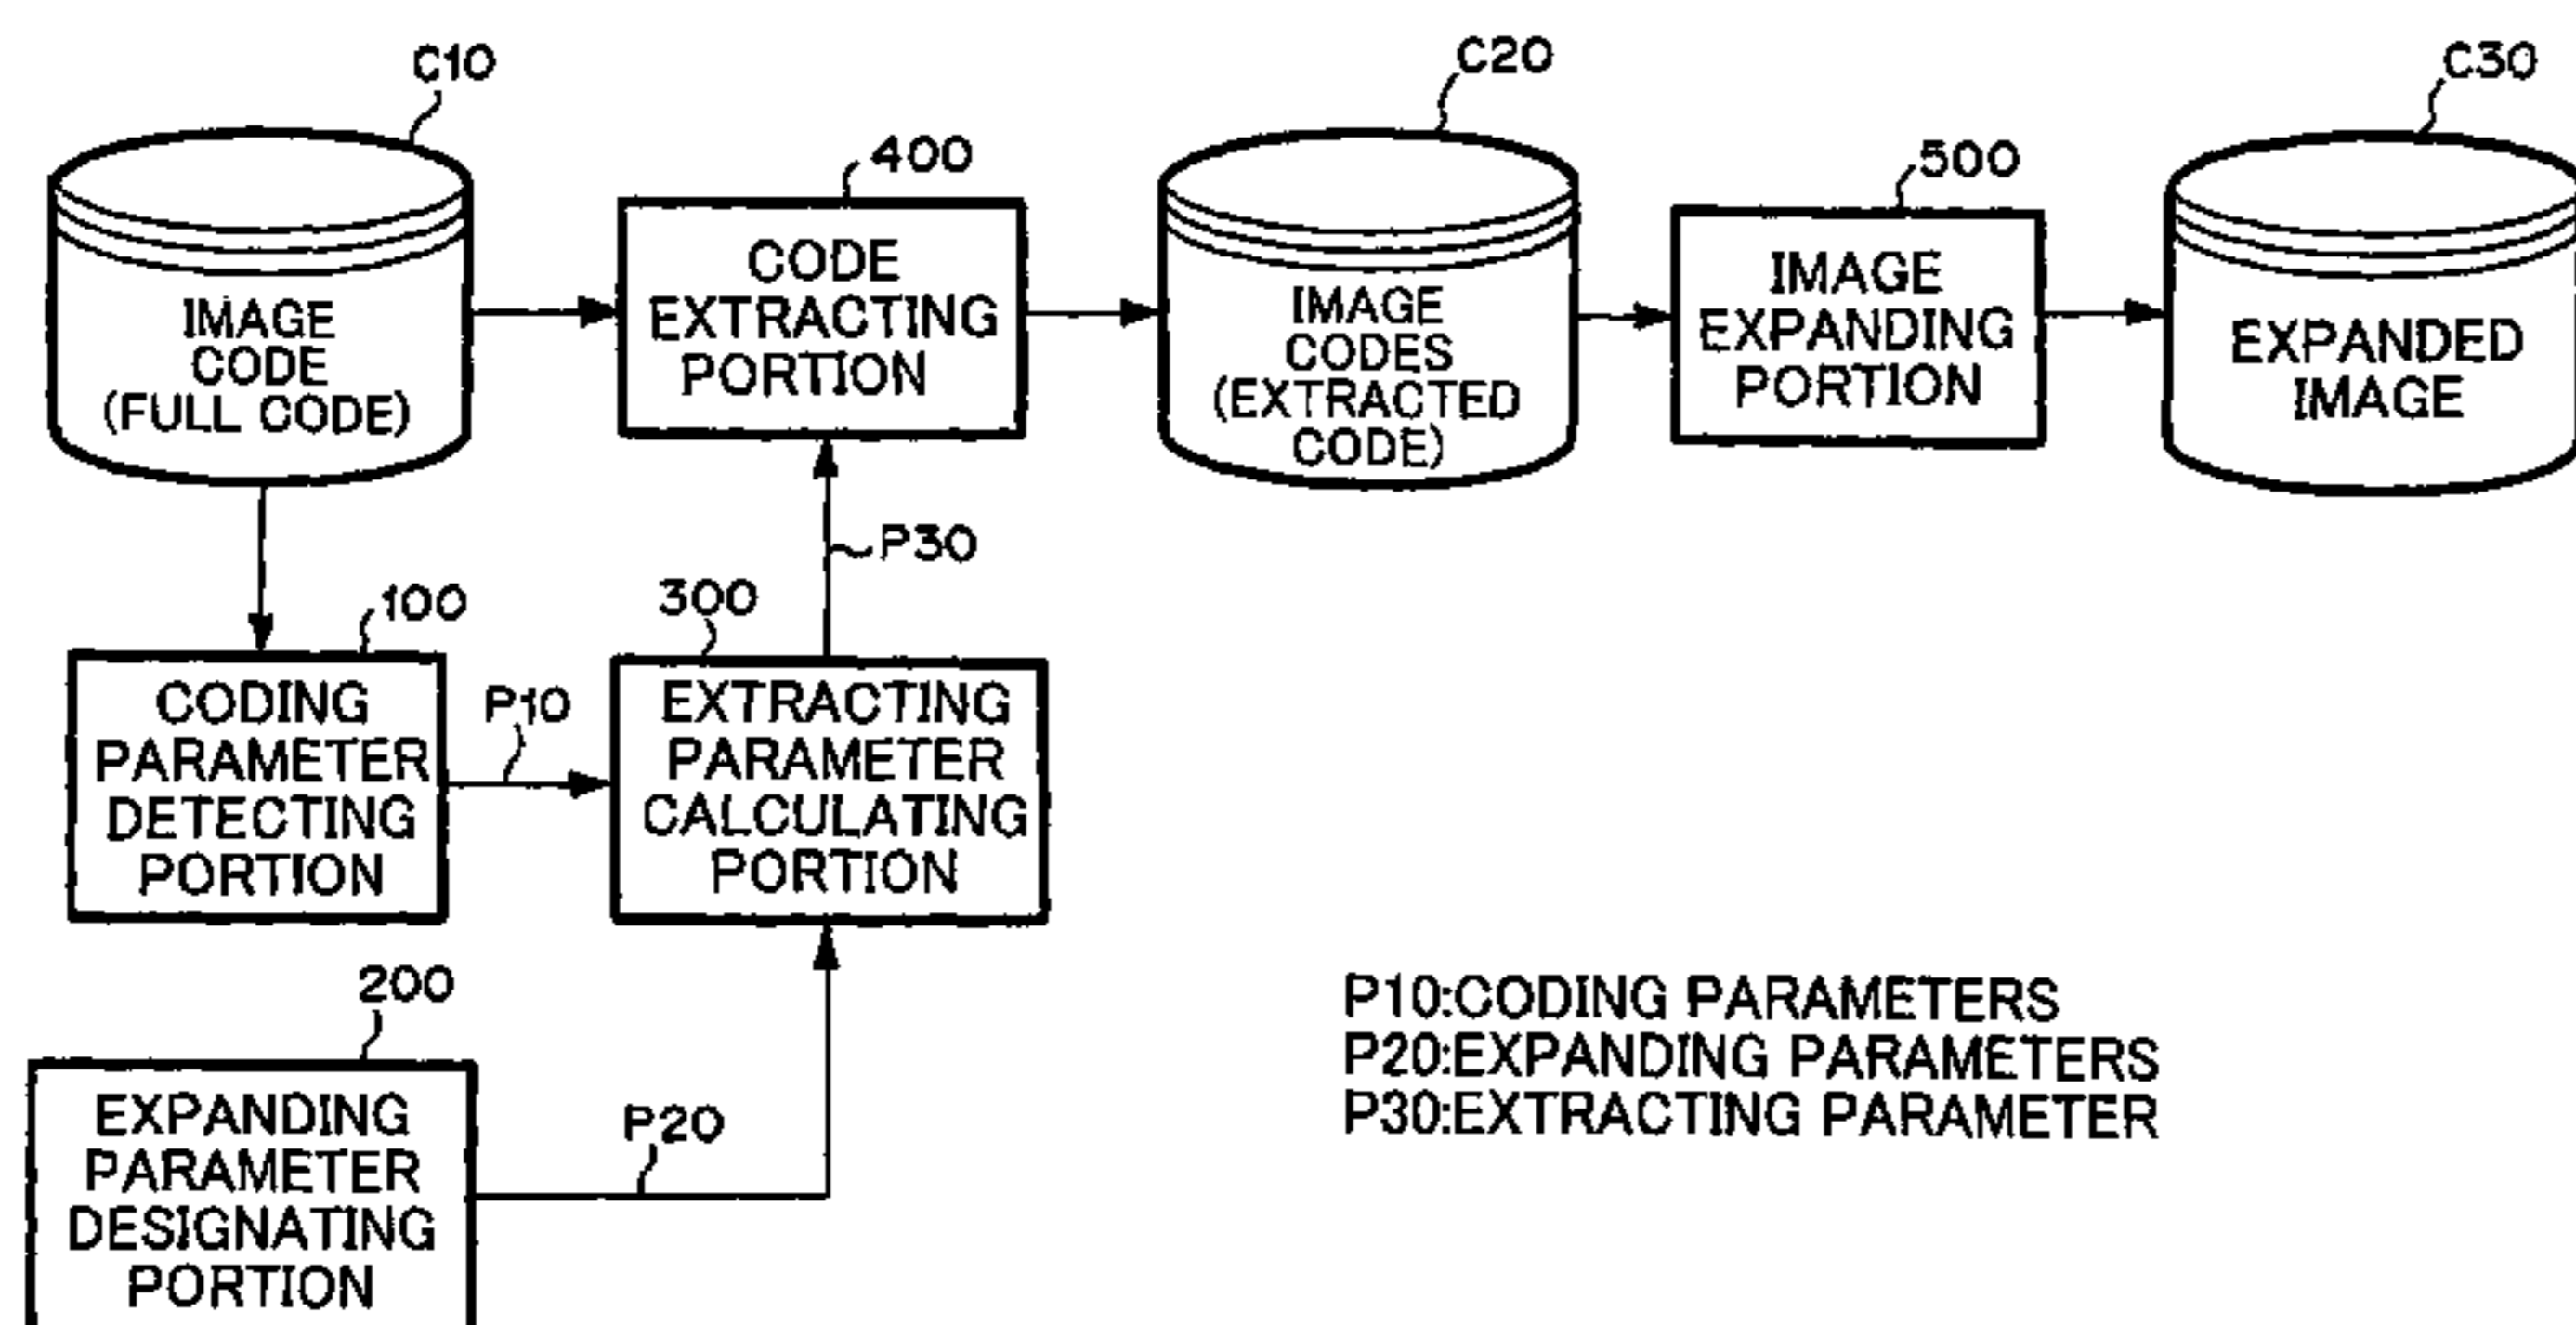 C10
C20
C30
400
500
IMAGE
CODE
(FULL CODE)
CODE
EXTRACTING
PORTION
IMAGE
CODES
(EXTRACTED
CODE)
IMAGE
EXPANDING
PORTION
EXPANDED
IMAGE
P30
100
300
CODING
PARAMETER
DETECTING
PORTION
P10
EXTRACTING
PARAMETER
CALCULATING
PORTION
200
EXPANDING
PARAMETER
DESIGNATING
PORTION
P20
P10:CODING PARAMETERS
P20:EXPANDING PARAMETERS
P30:EXTRACTING PARAMETER